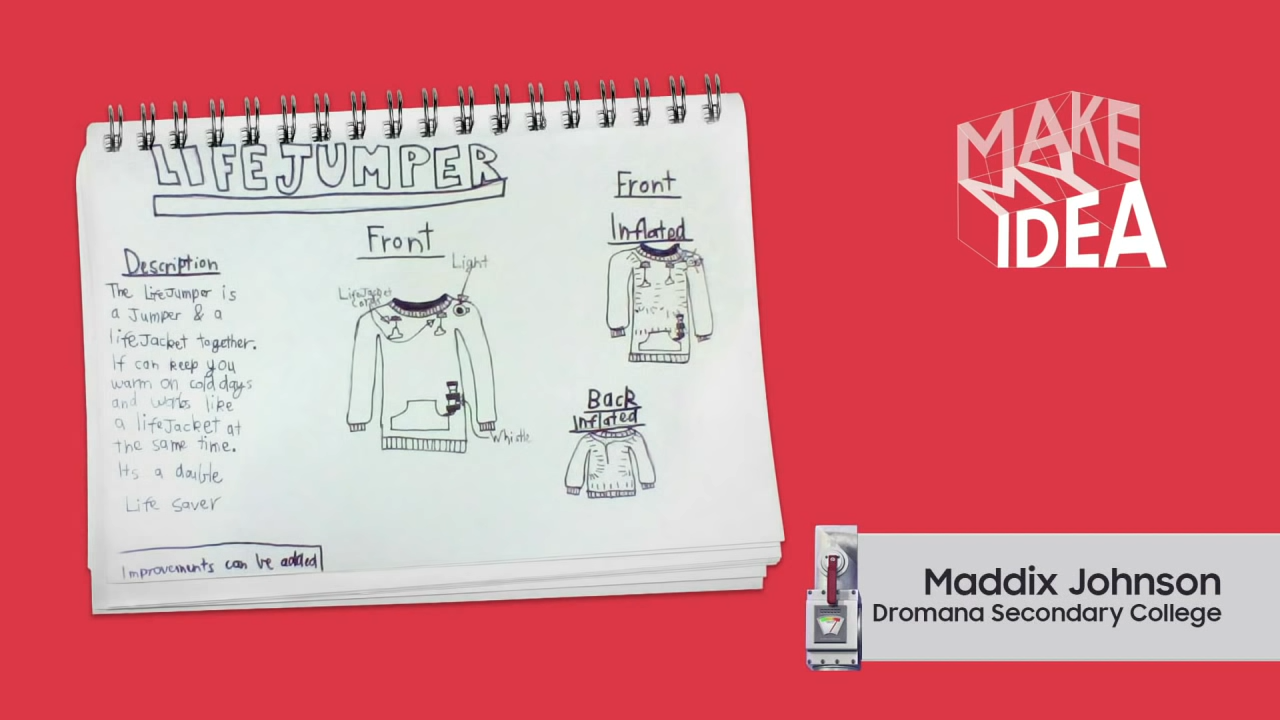 LIFEJUMPER
Description
The LifeJumper is
a Jumper & a
lifeJacket together.
It can keep you
warm on cold days
and works like
a lifeJacket at
the same time.
Its a double
Life saver
Improvements can be added
Front
Light
LifeJacket
Cords
Whistle
Front
Inflated
Back
Inflated
MAKE
MY
IDEA
Maddix Johnson
Dromana Secondary College